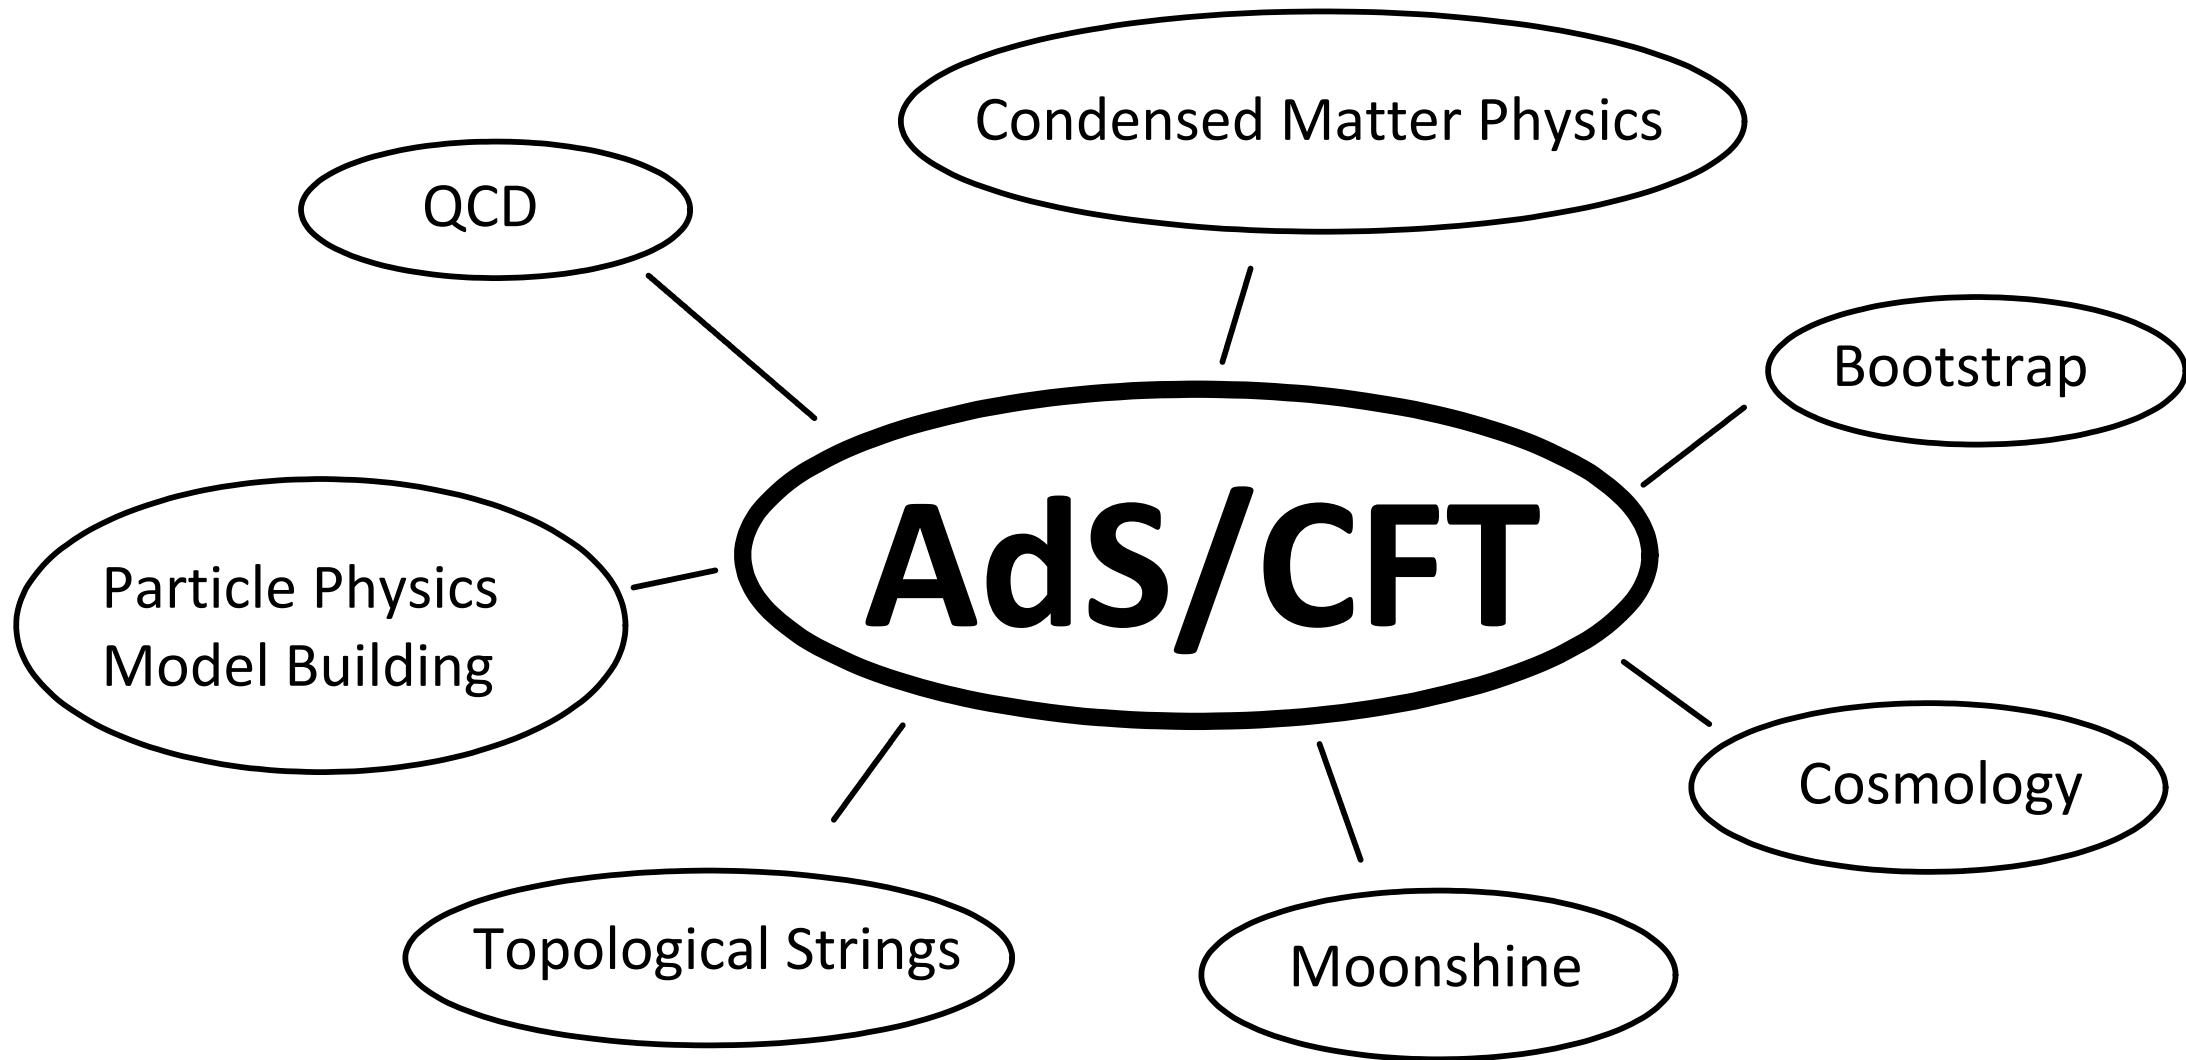 Condensed Matter Physics
QCD
Bootstrap
AdS/CFT
Particle Physics
Model Building
Cosmology
Topological Strings
Moonshine